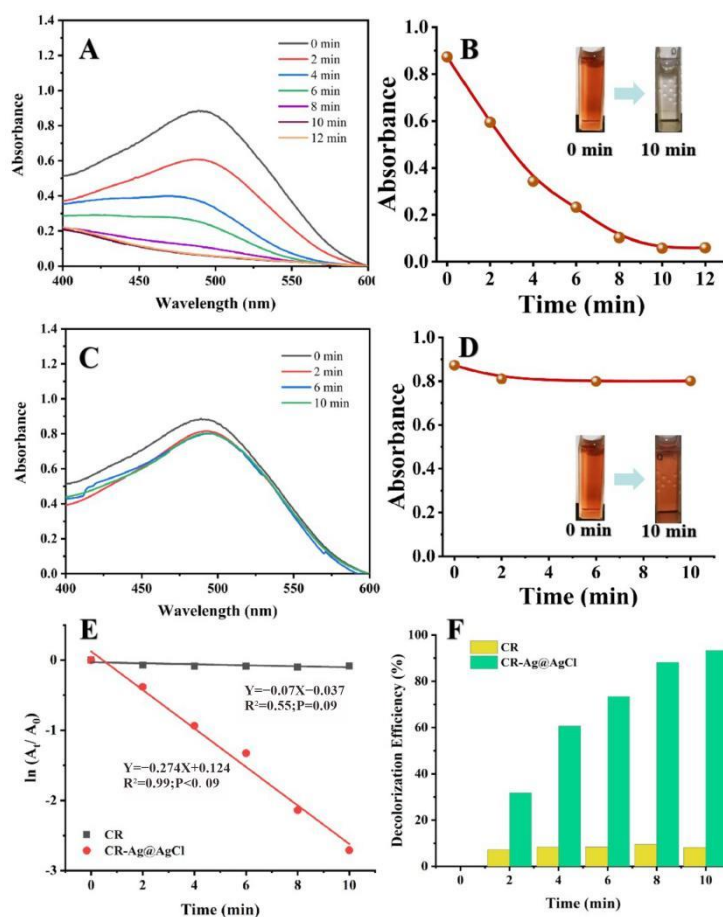 A
0 min
2 min
4 min
6 min
8 min
10 min
12 min
Absorbance
1.4
1.2
1.0
0.8
0.6
0.4
0.2
0.0
400 450 500 550 600
Wavelength (nm)
B
0 min 10 min
Absorbance
1.0
0.8
0.6
0.4
0.2
0.0
0 2 4 6 8 10 12
Time (min)
C
0 min
2 min
6 min
10 min
Absorbance
1.4
1.2
1.0
0.8
0.6
0.4
0.2
0.0
400 450 500 550 600
Wavelength (nm)
D
0 min 10 min
Absorbance
1.0
0.8
0.6
0.4
0.2
0.0
0 2 4 6 8 10
Time (min)
E
Y=−0.07X−0.037
R²=0.55;P=0.09
Y=−0.274X+0.124
R²=0.99;P<0. 09
CR
CR-Ag@AgCl
ln (Aₜ/ A₀)
0
-1
-2
-3
0 2 4 6 8 10
Time (min)
F
CR
CR-Ag@AgCl
Decolorization Efficiency (%)
100
80
60
40
20
0
0 2 4 6 8 10
Time (min)